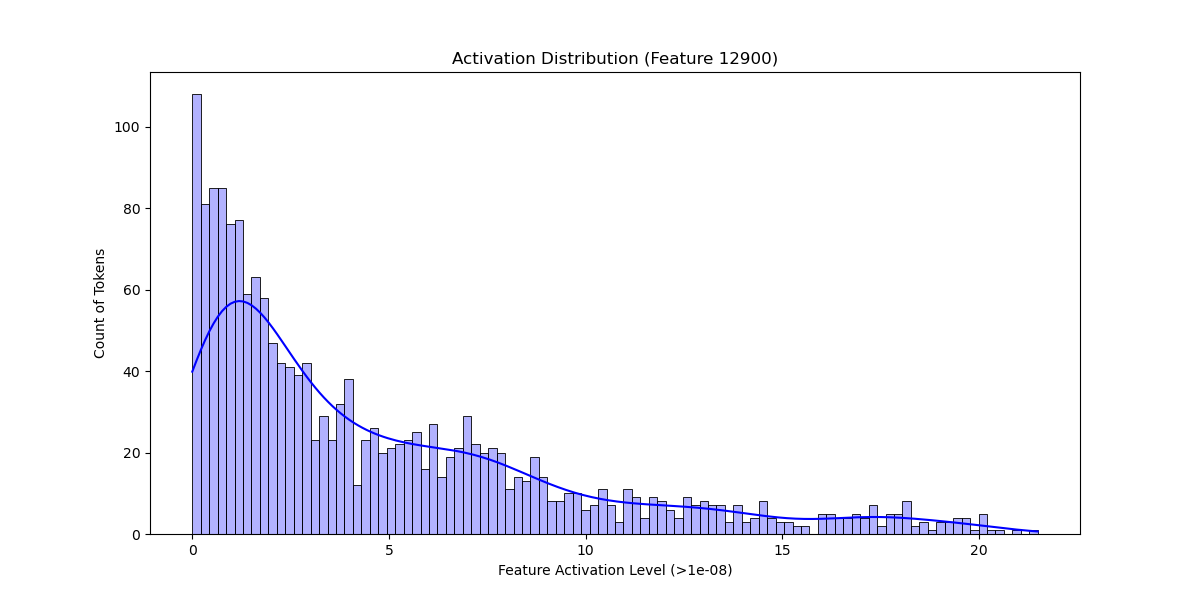 Activation Distribution (Feature 12900)
Count of Tokens
100
80
60
40
20
0
0 5 10 15 20
Feature Activation Level (>1e-08)